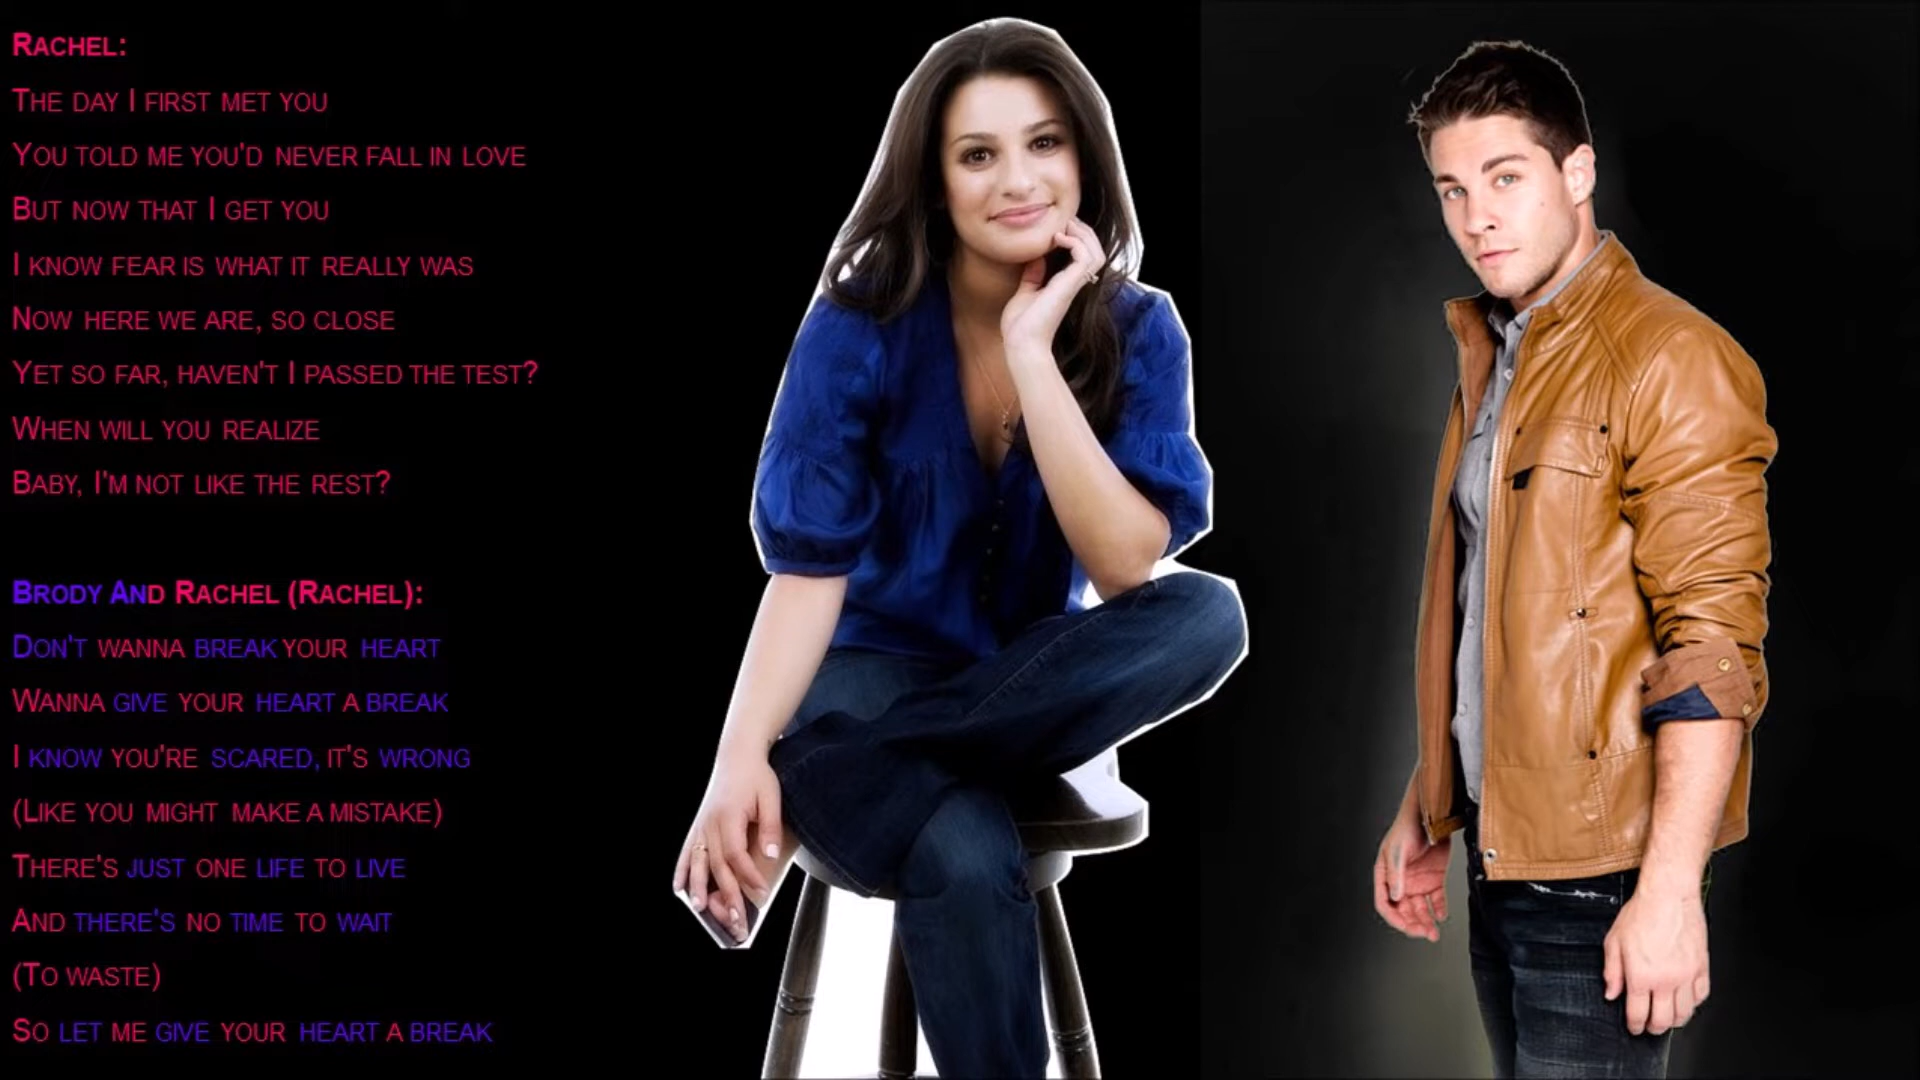 RACHEL:
THE DAY I FIRST MET YOU
YOU TOLD ME YOU'D NEVER FALL IN LOVE
BUT NOW THAT I GET YOU
I KNOW FEAR IS WHAT IT REALLY WAS
NOW HERE WE ARE, SO CLOSE
YET SO FAR, HAVEN'T I PASSED THE TEST?
WHEN WILL YOU REALIZE
BABY, I'M NOT LIKE THE REST?
BRODY AND RACHEL (RACHEL):
DON'T WANNA BREAK YOUR HEART
WANNA GIVE YOUR HEART A BREAK
I KNOW YOU'RE SCARED, IT'S WRONG
(LIKE YOU MIGHT MAKE A MISTAKE)
THERE'S JUST ONE LIFE TO LIVE
AND THERE'S NO TIME TO WAIT
(TO WASTE)
SO LET ME GIVE YOUR HEART A BREAK